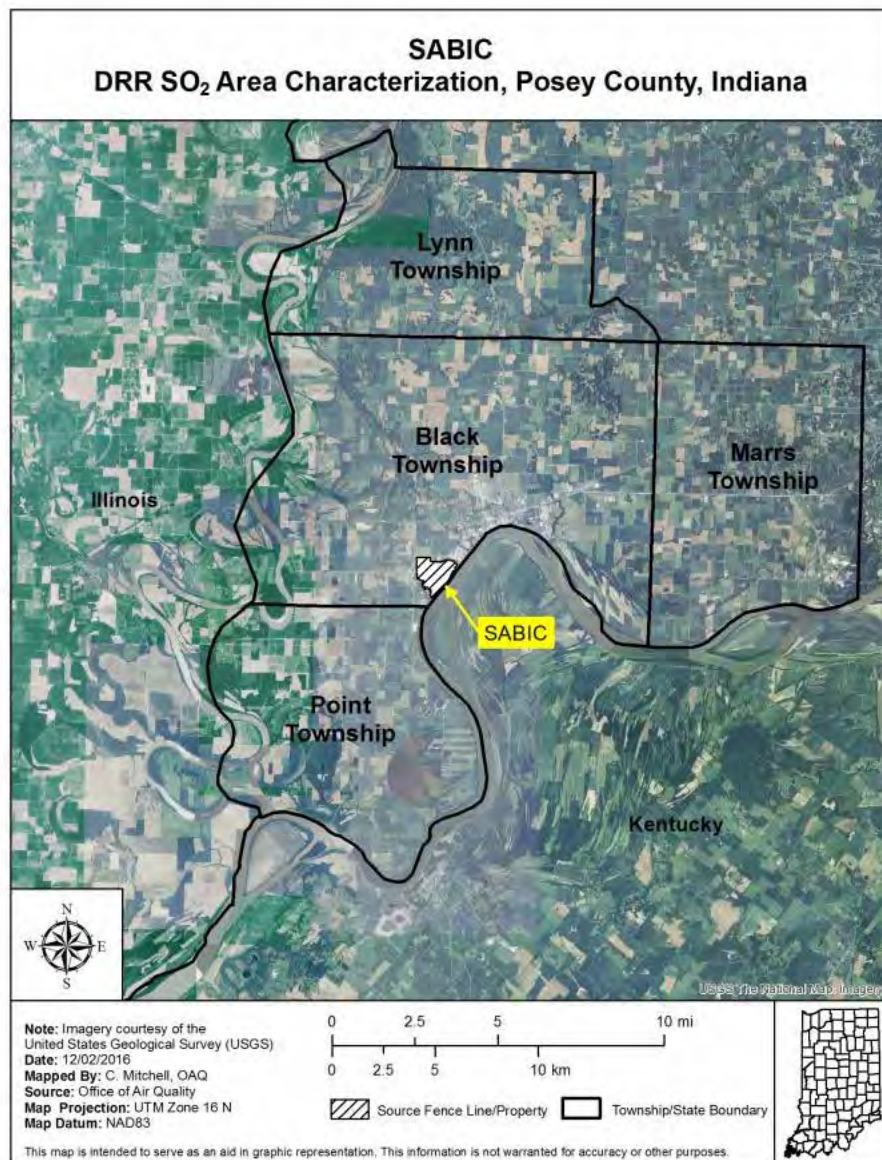 SABIC
DRR SO₂ Area Characterization, Posey County, Indiana
Lynn
Township
Black
Township
Marrs
Township
Illinois
SABIC
Point
Township
Kentucky
N
W
E
S
USGS The National Map: Imagery
Note: Imagery courtesy of the
United States Geological Survey (USGS)
Date: 12/02/2016
Mapped By: C. Mitchell, OAQ
Source: Office of Air Quality
Map Projection: UTM Zone 16 N
Map Datum: NAD83
0 2.5 5 10 mi
0 2.5 5 10 km
Source Fence Line/Property
Township/State Boundary
This map is intended to serve as an aid in graphic representation. This information is not warranted for accuracy or other purposes.